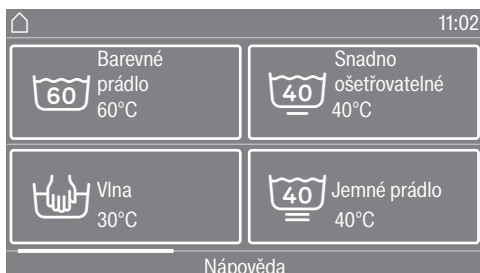 11:02
Barevné
prádlo
60°C
60
Snadno
ošetřovatelné
40°C
40
Vlna
30°C
Jemné prádlo
40°C
40
Nápověda